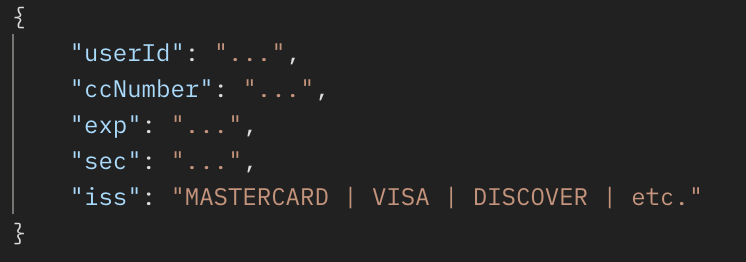 {
"userId": "...",
"ccNumber": "...",
"exp": "...",
"sec": "...",
"iss": "MASTERCARD | VISA | DISCOVER | etc."
}